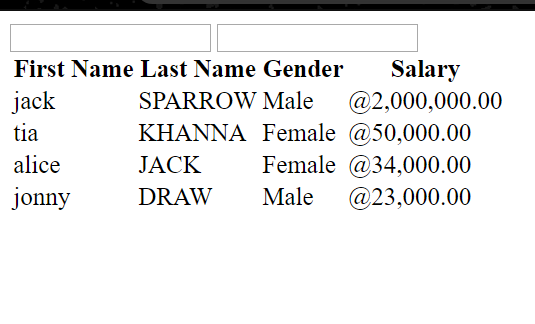 First Name Last Name Gender Salary
jack SPARROW Male @2,000,000.00
tia KHANNA Female @50,000.00
alice JACK Female @34,000.00
jonny DRAW Male @23,000.00